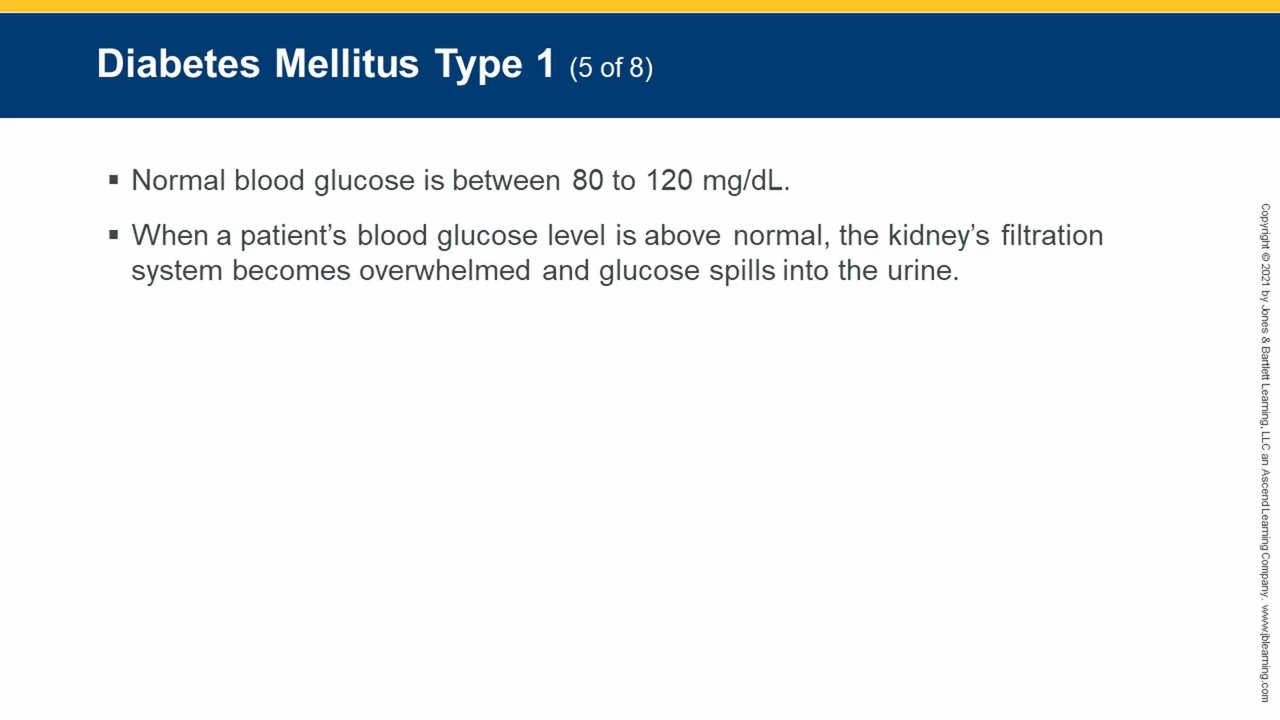 Diabetes Mellitus Type 1 (5 of 8)
▪ Normal blood glucose is between 80 to 120 mg/dL.
▪ When a patient’s blood glucose level is above normal, the kidney’s filtration
system becomes overwhelmed and glucose spills into the urine.
Copyright © 2021 by Jones & Bartlett Learning, LLC an Ascend Learning Company. www.jblearning.com